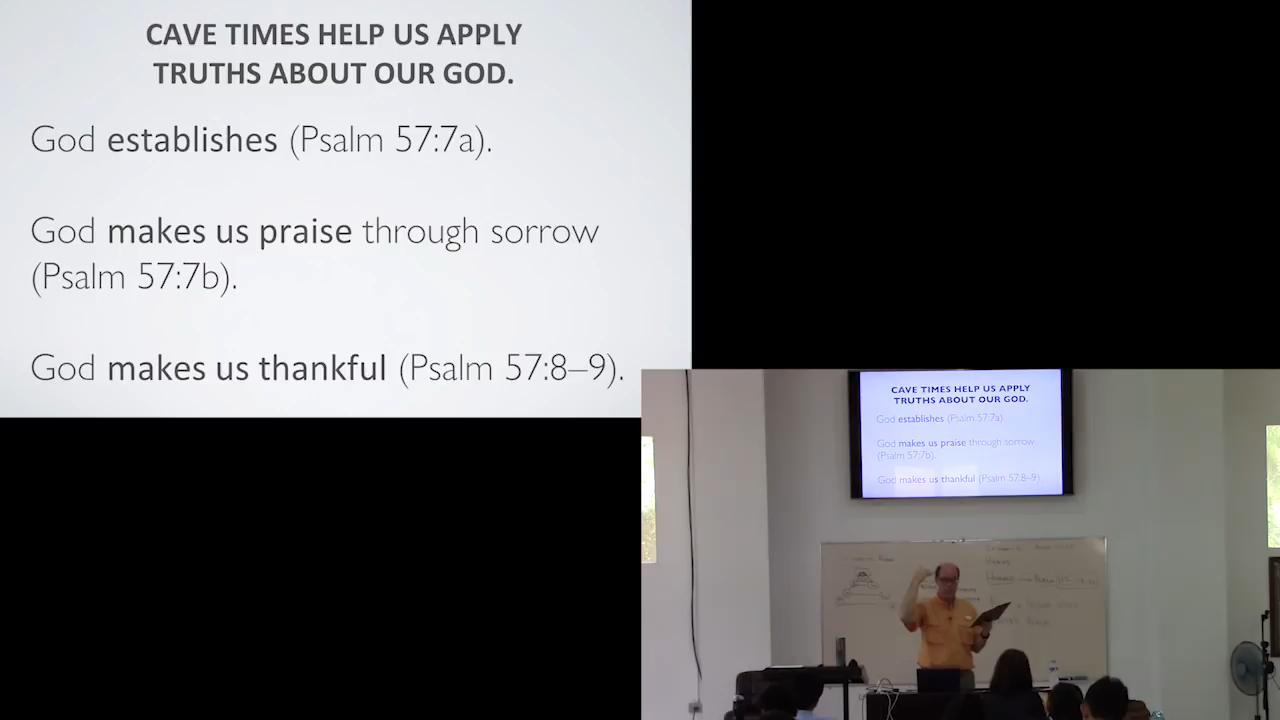 CAVE TIMES HELP US APPLY
TRUTHS ABOUT OUR GOD.
God establishes (Psalm 57:7a).
God makes us praise through sorrow
(Psalm 57:7b).
God makes us thankful (Psalm 57:8–9).
CAVE TIMES HELP US APPLY
TRUTHS ABOUT OUR GOD.
God establishes (Psalm 57:7a)
God makes us praise through sorrow
(Psalm 57:7b).
God makes us thankful (Psalm 57:8–9)